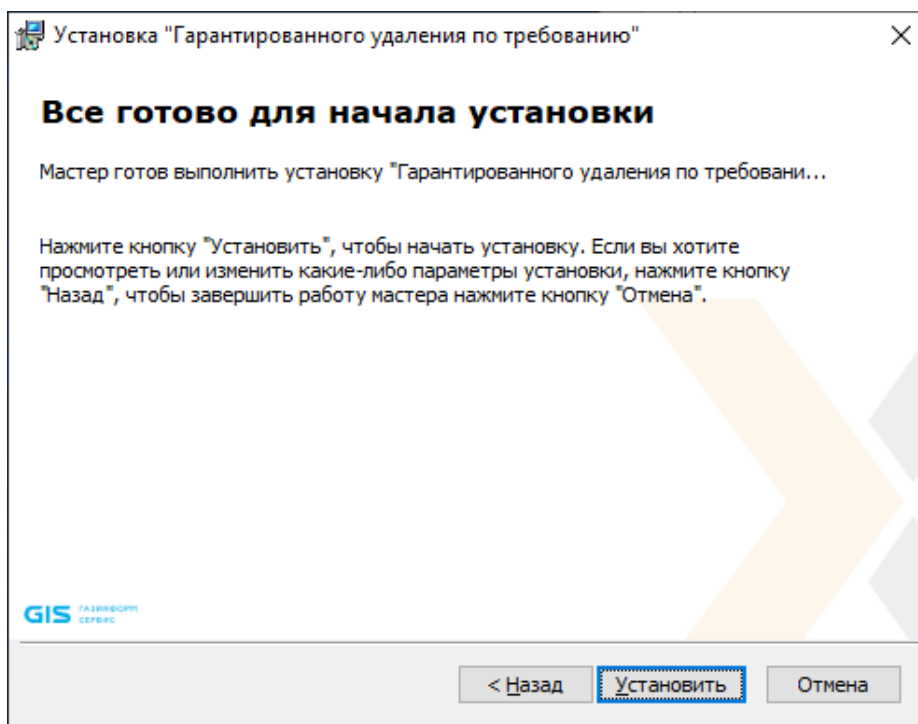 Установка "Гарантированного удаления по требованию"
Все готово для начала установки
Мастер готов выполнить установку "Гарантированного удаления по требовани...
Нажмите кнопку "Установить", чтобы начать установку. Если вы хотите
просмотреть или изменить какие-либо параметры установки, нажмите кнопку
"Назад", чтобы завершить работу мастера нажмите кнопку "Отмена".
GIS ГАЗИНФОРМ
СЕРВИС
< Назад Установить Отмена